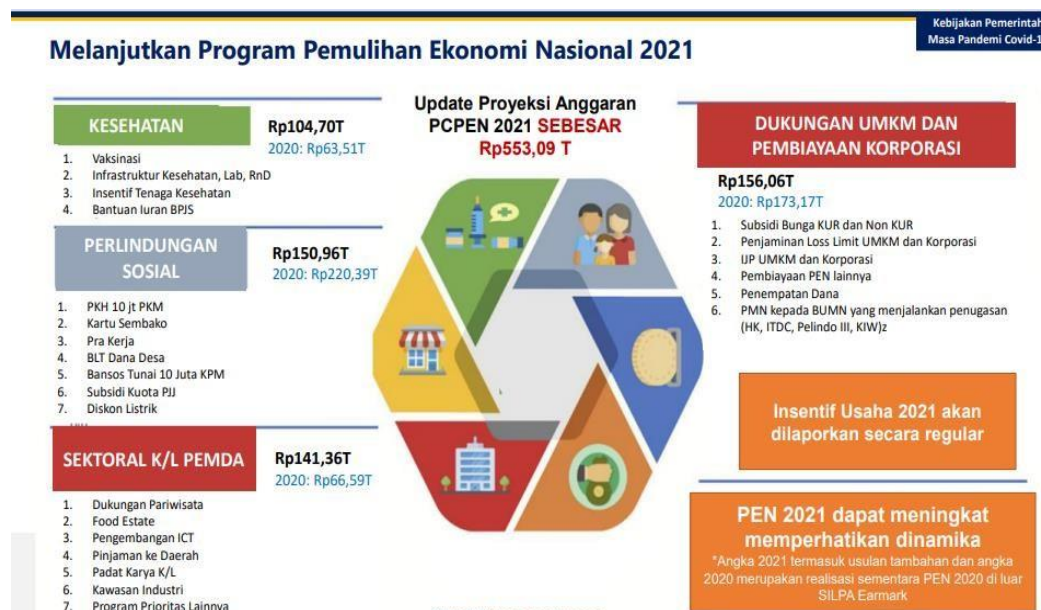 Kebijakan Pemerintah
Masa Pandemi Covid-1
Melanjutkan Program Pemulihan Ekonomi Nasional 2021
KESEHATAN
Rp104,70T
2020: Rp63,51T
1. Vaksinasi
2. Infrastruktur Kesehatan, Lab, RnD
3. Insentif Tenaga Kesehatan
4. Bantuan Iuran BPJS
PERLINDUNGAN
SOSIAL
Rp150,96T
2020: Rp220,39T
1. PKH 10 jt PKM
2. Kartu Sembako
3. Pra Kerja
4. BLT Dana Desa
5. Bansos Tunai 10 Juta KPM
6. Subsidi Kuota PJJ
7. Diskon Listrik
SEKTORAL K/L PEMDA
Rp141,36T
2020: Rp66,59T
1. Dukungan Pariwisata
2. Food Estate
3. Pengembangan ICT
4. Pinjaman ke Daerah
5. Padat Karya K/L
6. Kawasan Industri
7. Program Prioritas Lainnya
Update Proyeksi Anggaran
PCPEN 2021 SEBESAR
Rp553,09 T
DUKUNGAN UMKM DAN
PEMBIAYAAN KORPORASI
Rp156,06T
2020: Rp173,17T
1. Subsidi Bunga KUR dan Non KUR
2. Penjaminan Loss Limit UMKM dan Korporasi
3. IJP UMKM dan Korporasi
4. Pembiayaan PEN lainnya
5. Penempatan Dana
6. PMN kepada BUMN yang menjalankan penugasan
(HK, ITDC, Pelindo III, KIW)z
Insentif Usaha 2021 akan
dilaporkan secara regular
PEN 2021 dapat meningkat
memperhatikan dinamika
*Angka 2021 termasuk usulan tambahan dan angka
2020 merupakan realisasi sementara PEN 2020 di luar
SILPA Earmark